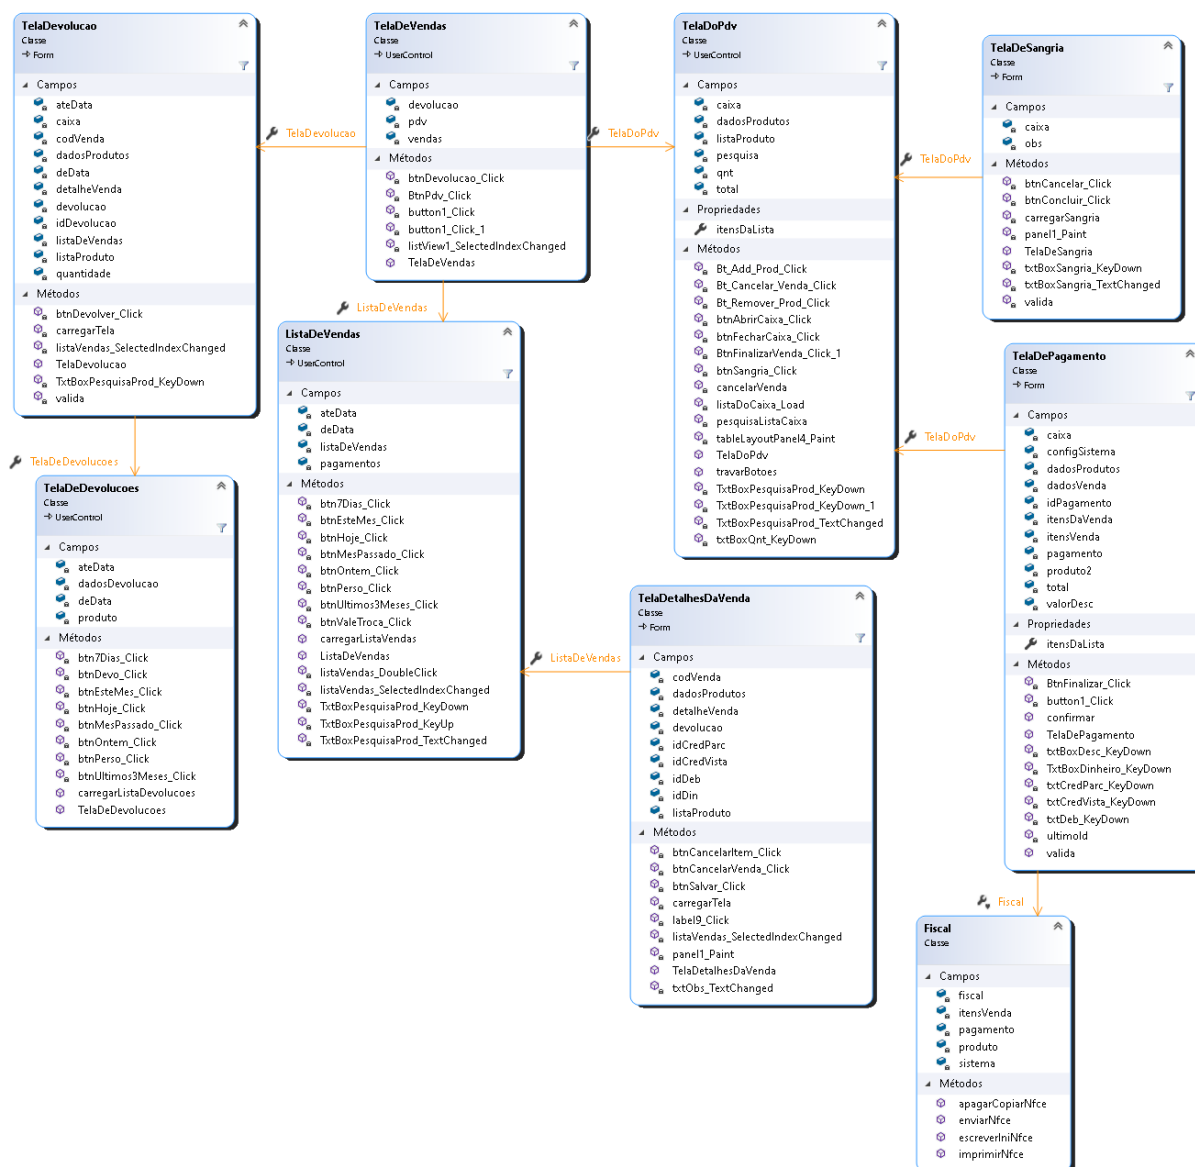 TelaDevolucao
Classe
Form
Campos
ateData
caixa
codVenda
dadosProdutos
deData
detalheVenda
devolucao
idDevolucao
listaDeVendas
listaProduto
quantidade
Métodos
btnDevolver_Click
carregarTela
listaVendas_SelectedIndexChanged
TelaDevolucao
TxtBoxPesquisaProd_KeyDown
valida
TelaDevolucao
TelaDeVendas
Classe
UserControl
Campos
devolucao
pdv
vendas
Métodos
btnDevolucao_Click
BtnPdv_Click
button1_Click
button1_Click_1
listView1_SelectedIndexChanged
TelaDeVendas
TelaDoPdv
TelaDoPdv
Classe
UserControl
Campos
caixa
dadosProdutos
listaProduto
pesquisa
qnt
total
Propriedades
itensDaLista
Métodos
Bt_Add_Prod_Click
Bt_Cancelar_Venda_Click
Bt_Remover_Prod_Click
btnAbrirCaixa_Click
btnFecharCaixa_Click
BtnFinalizarVenda_Click_1
btnSangria_Click
cancelarVenda
listaDoCaixa_Load
pesquisaListaCaixa
tableLayoutPanel4_Paint
TelaDoPdv
travarBotoes
TxtBoxPesquisaProd_KeyDown
TxtBoxPesquisaProd_KeyDown_1
TxtBoxPesquisaProd_TextChanged
txtBoxQnt_KeyDown
TelaDoPdv
TelaDeSangria
Classe
Form
Campos
caixa
obs
Métodos
btnCancelar_Click
btnConcluir_Click
carregarSangria
panel1_Paint
TelaDeSangria
txtBoxSangria_KeyDown
txtBoxSangria_TextChanged
valida
ListaDeVendas
ListaDeVendas
Classe
UserControl
Campos
ateData
deData
listaDeVendas
pagamentos
Métodos
btn7Dias_Click
btnEsteMes_Click
btnHoje_Click
btnMesPassado_Click
btnOntem_Click
btnPerso_Click
btnUltimos3Meses_Click
btnValeTroca_Click
carregarListaVendas
ListaDeVendas
listaVendas_DoubleClick
listaVendas_SelectedIndexChanged
TxtBoxPesquisaProd_KeyDown
TxtBoxPesquisaProd_KeyUp
TxtBoxPesquisaProd_TextChanged
TelaDoPdv
TelaDePagamento
Classe
Form
Campos
caixa
configSistema
dadosProdutos
dadosVenda
idPagamento
itensDaVenda
itensVenda
pagamento
produto2
total
valorDesc
Propriedades
itensDaLista
Métodos
BtnFinalizar_Click
button1_Click
confirmar
TelaDePagamento
txtBoxDesc_KeyDown
TxtBoxDinheiro_KeyDown
txtCredParc_KeyDown
txtCredVista_KeyDown
txtDeb_KeyDown
ultimoId
valida
TelaDeDevolucoes
TelaDeDevolucoes
Classe
UserControl
Campos
ateData
dadosDevolucao
deData
produto
Métodos
btn7Dias_Click
btnDevo_Click
btnEsteMes_Click
btnHoje_Click
btnMesPassado_Click
btnOntem_Click
btnPerso_Click
btnUltimos3Meses_Click
carregarListaDevolucoes
TelaDeDevolucoes
ListaDeVendas
TelaDetalhesDaVenda
Classe
Form
Campos
codVenda
dadosProdutos
detalheVenda
devolucao
idCredParc
idCredVista
idDeb
idDin
listaProduto
Métodos
btnCancelarItem_Click
btnCancelarVenda_Click
btnSalvar_Click
carregarTela
label9_Click
listaVendas_SelectedIndexChanged
panel1_Paint
TelaDetalhesDaVenda
txtObs_TextChanged
Fiscal
Fiscal
Classe
Campos
fiscal
itensVenda
pagamento
produto
sistema
Métodos
apagarCopiarNfce
enviarNfce
escreverIniNfce
imprimirNfce